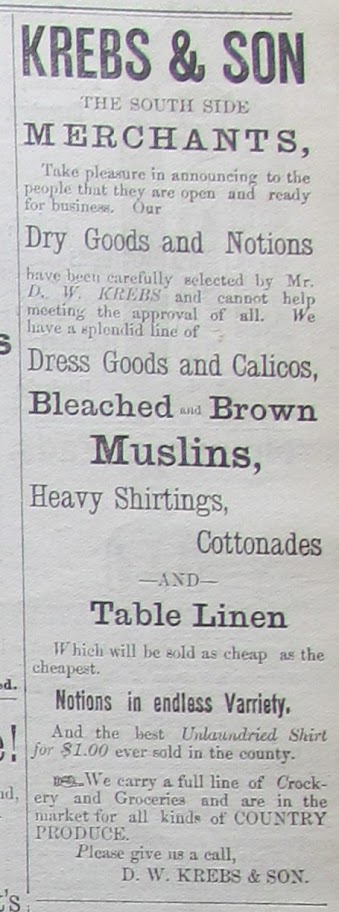 KREBS & SON
THE SOUTH SIDE
MERCHANTS,
Take pleasure in announcing to the
people that they are open and ready
for business. Our
Dry Goods and Notions
have been carefully selected by Mr.
D. W. KREBS and cannot help
meeting the approval of all. We
have a splendid line of
Dress Goods and Calicos,
Bleached and Brown
Muslins,
Heavy Shirtings,
Cottonades
—AND—
Table Linen
Which will be sold as cheap as the
cheapest.
Notions in endless Varriety.
And the best Unlaundried Shirt
for $1.00 ever sold in the county.
We carry a full line of Crock-
ery and Groceries and are in the
market for all kinds of COUNTRY
PRODUCE.
Please give us a call,
D. W. KREBS & SON.